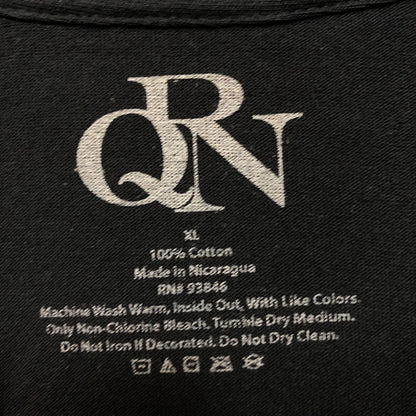 QRN
XL
100% Cotton
Made in Nicaragua
RN# 93846
Machine Wash Warm, Inside Out, With Like Colors.
Only Non-Chlorine Bleach. Tumble Dry Medium.
Do Not Iron If Decorated. Do Not Dry Clean.